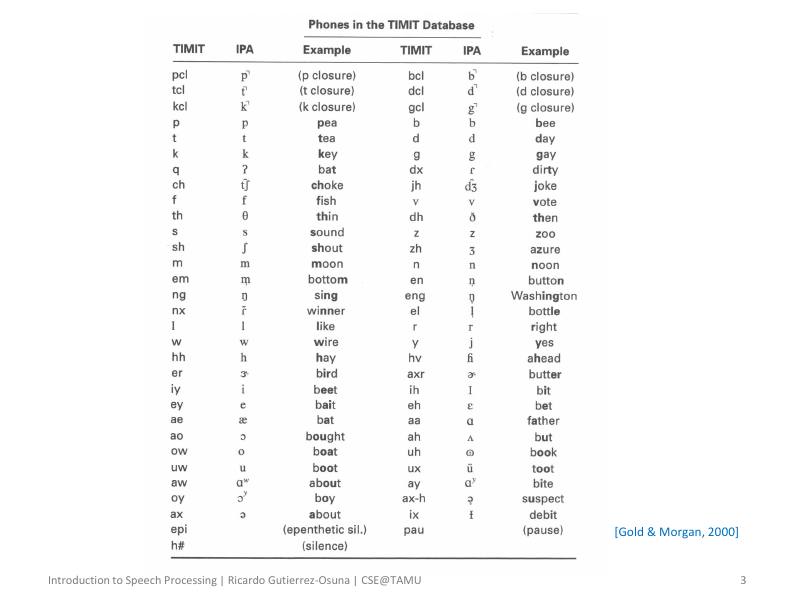 Phones in the TIMIT Database
TIMIT IPA Example TIMIT IPA Example
pcl p̚ (p closure) bcl b̚ (b closure)
tcl t̚ (t closure) dcl d̚ (d closure)
kcl k̚ (k closure) gcl g̚ (g closure)
p p pea b b bee
t t tea d d day
k k key g g gay
q ʔ bat dx ɾ dirty
ch t͡ʃ choke jh d͡ʒ joke
f f fish v v vote
th θ thin dh ð then
s s sound z z zoo
sh ʃ shout zh ʒ azure
m m moon n n noon
em m̩ bottom en n̩ button
ng ŋ sing eng ŋ̍ Washington
nx ɾ̃ winner el l̩ bottle
l l like r r right
w w wire y j yes
hh h hay hv ɦ ahead
er ɝ bird axr ɚ butter
iy i beet ih ɪ bit
ey e bait eh ɛ bet
ae æ bat aa ɑ father
ao ɔ bought ah ʌ but
ow o boat uh ɷ book
uw u boot ux ü toot
aw ɑʷ about ay ɑʸ bite
oy ɔʸ boy ax-h ə̥ suspect
ax ə about ix ɨ debit
epi (epenthetic sil.) pau (pause)
h# (silence)
[Gold & Morgan, 2000]
Introduction to Speech Processing | Ricardo Gutierrez-Osuna | CSE@TAMU 3